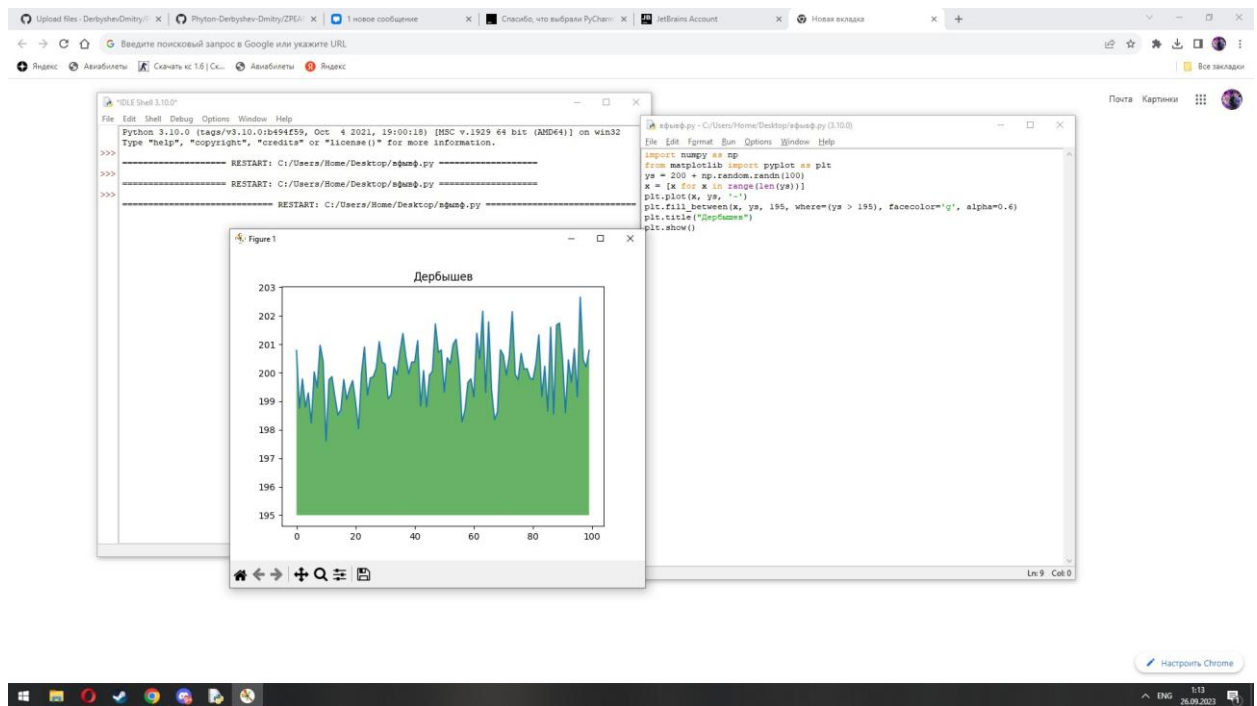 Upload files · DerbyshevDmitry/
Phyton-Derbyshev-Dmitry/ZPEA
1 новое сообщение
Спасибо, что выбрали PyCharm
JetBrains Account
Новая вкладка
Введите поисковый запрос в Google или укажите URL
Яндекс
Авиабилеты
Скачать кс 1.6 | Ск...
Авиабилеты
Яндекс
Все закладки
Почта Картинки
*IDLE Shell 3.10.0*
File Edit Shell Debug Options Window Help
Python 3.10.0 (tags/v3.10.0:b494f59, Oct 4 2021, 19:00:18) [MSC v.1929 64 bit (AMD64)] on win32
Type "help", "copyright", "credits" or "license()" for more information.
>>>
==================== RESTART: C:/Users/Home/Desktop/вфывф.py ===================
>>>
==================== RESTART: C:/Users/Home/Desktop/вфывф.py ===================
>>>
============================= RESTART: C:/Users/Home/Desktop/вфывф.py =============================
вфывф.py - C:/Users/Home/Desktop/вфывф.py (3.10.0)
File Edit Format Run Options Window Help
import numpy as np
from matplotlib import pyplot as plt
ys = 200 + np.random.randn(100)
x = [x for x in range(len(ys))]
plt.plot(x, ys, '-')
plt.fill_between(x, ys, 195, where=(ys > 195), facecolor='g', alpha=0.6)
plt.title("Дербышев")
plt.show()
Ln: 9 Col: 0
Figure 1
Дербышев
203
202
201
200
199
198
197
196
195
0 20 40 60 80 100
Настроить Chrome
ENG
1:13
26.09.2023